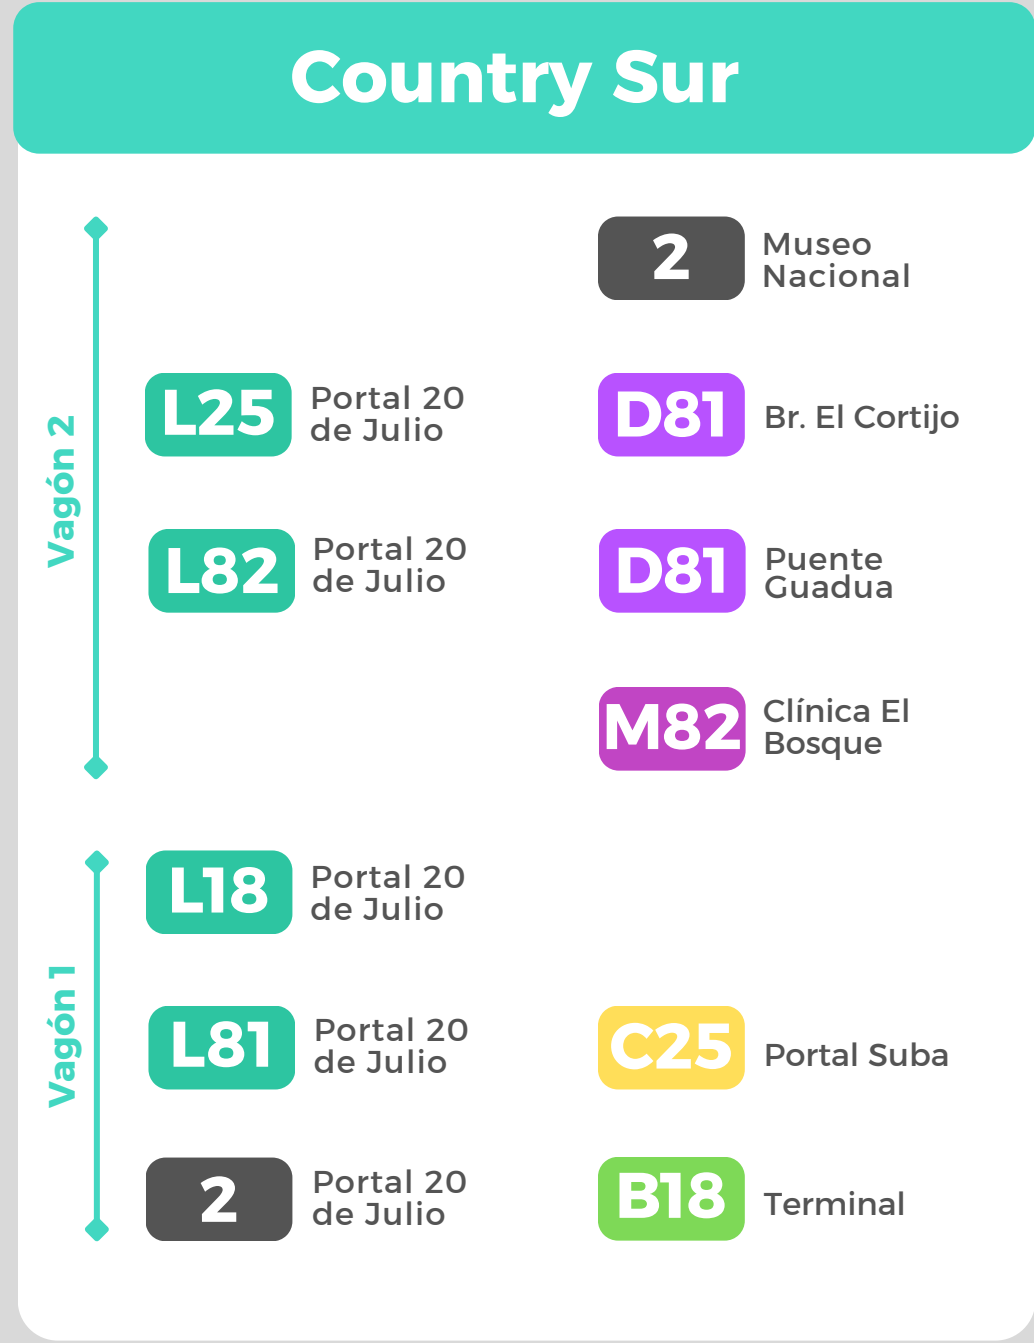 Country Sur
Vagón 2
2
Museo
Nacional
L25
Portal 20
de Julio
D81
Br. El Cortijo
L82
Portal 20
de Julio
D81
Puente
Guadua
M82
Clínica El
Bosque
Vagón 1
L18
Portal 20
de Julio
L81
Portal 20
de Julio
C25
Portal Suba
2
Portal 20
de Julio
B18
Terminal